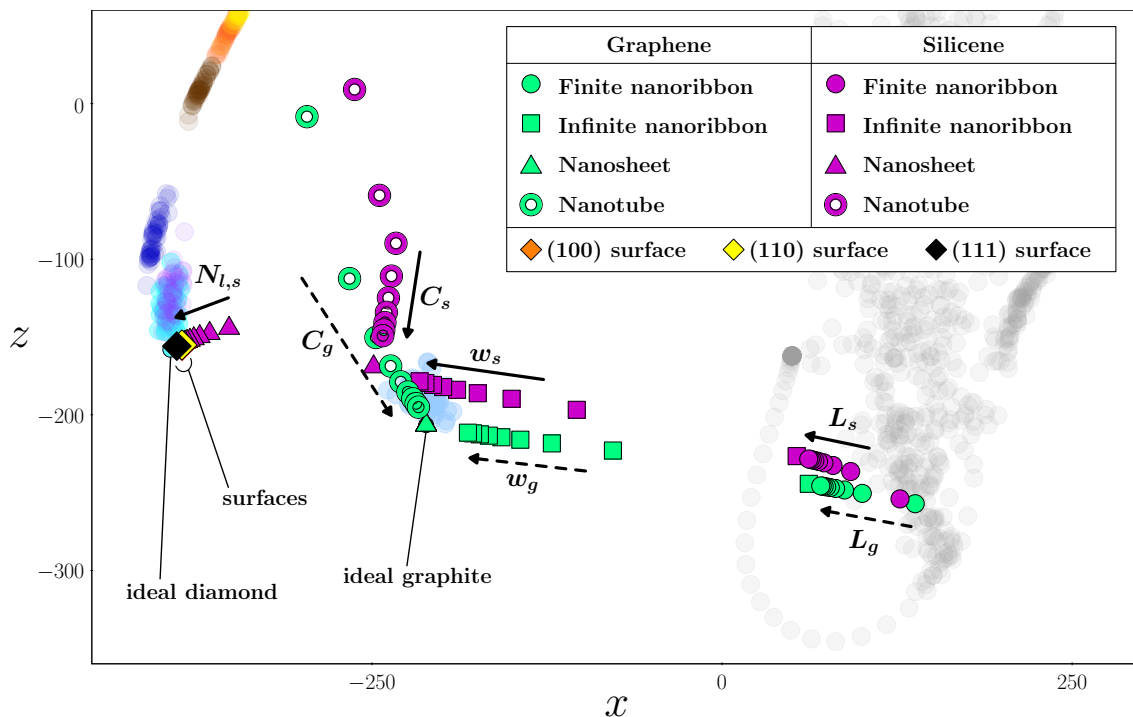 Graphene Silicene
Finite nanoribbon Finite nanoribbon
Infinite nanoribbon Infinite nanoribbon
Nanosheet Nanosheet
Nanotube Nanotube
(100) surface (110) surface (111) surface
0
−100
−200
−300
z
N_{l,s}
C_s
C_g
w_s
w_g
L_s
L_g
surfaces
ideal graphite
ideal diamond
−250 0 250
x